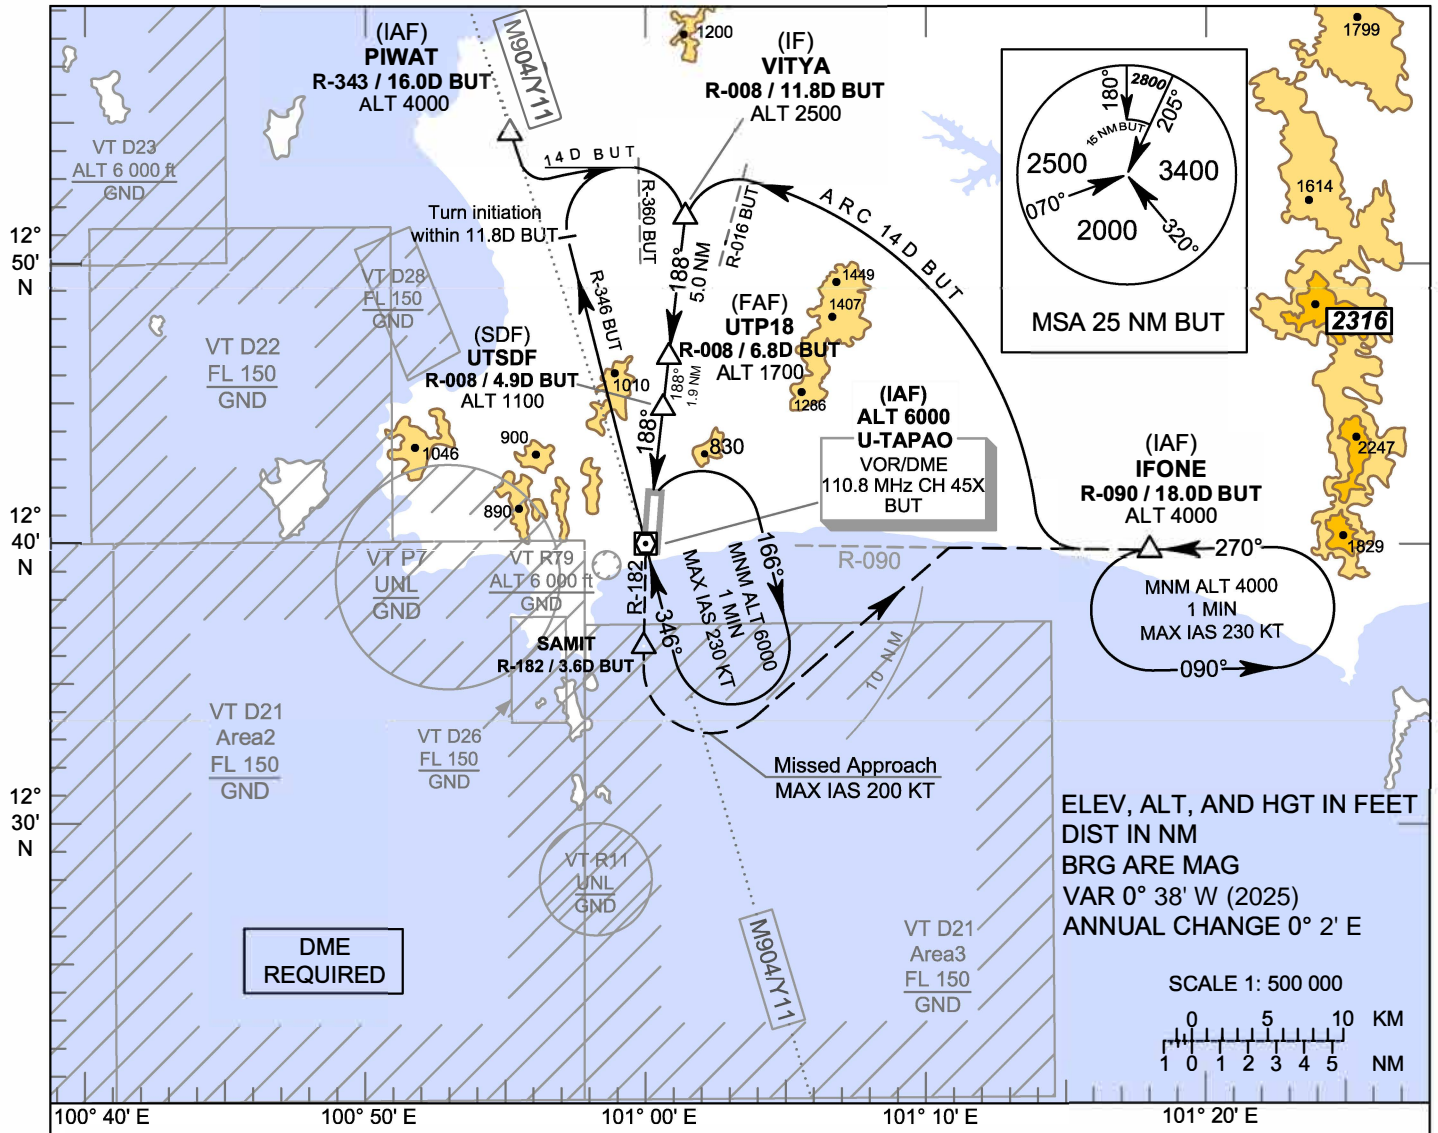 (IAF)
PIWAT
R-343 / 16.0D BUT
ALT 4000
M904/Y11
1200
(IF)
VITYA
R-008 / 11.8D BUT
ALT 2500
1799
180°
2800
205°
15 NM BUT
2500
3400
070°
2000
320°
MSA 25 NM BUT
VT D23
ALT 6 000 ft
GND
14 D BUT
R-360 BUT
R-016 BUT
ARC 14 D BUT
1614
Turn initiation
within 11.8D BUT
12°
50'
N
VT D28
FL 150
GND
R-346 BUT
188°
5.0 NM
1449
1407
2316
(FAF)
UTP18
R-008 / 6.8D BUT
ALT 1700
VT D22
FL 150
GND
(SDF)
UTSDF
R-008 / 4.9D BUT
ALT 1100
1010
188°
1.9 NM
1286
(IAF)
ALT 6000
U-TAPAO
VOR/DME
110.8 MHz CH 45X
BUT
188°
830
900
1046
890
(IAF)
IFONE
R-090 / 18.0D BUT
ALT 4000
2247
1829
12°
40'
N
VT P7
UNL
GND
VT R79
ALT 6 000 ft
GND
R-182
346°
166°
MNM ALT 6000
1 MIN
MAX IAS 230 KT
R-090
270°
MNM ALT 4000
1 MIN
MAX IAS 230 KT
090°
SAMIT
R-182 / 3.6D BUT
10 NM
VT D21
Area2
FL 150
GND
VT D26
FL 150
GND
Missed Approach
MAX IAS 200 KT
12°
30'
N
ELEV, ALT, AND HGT IN FEET
DIST IN NM
BRG ARE MAG
VAR 0° 38' W (2025)
ANNUAL CHANGE 0° 2' E
VT R11
UNL
GND
M904/Y11
VT D21
Area3
FL 150
GND
DME
REQUIRED
SCALE 1: 500 000
0 5 10 KM
1 0 1 2 3 4 5 NM
100° 40' E
100° 50' E
101° 00' E
101° 10' E
101° 20' E